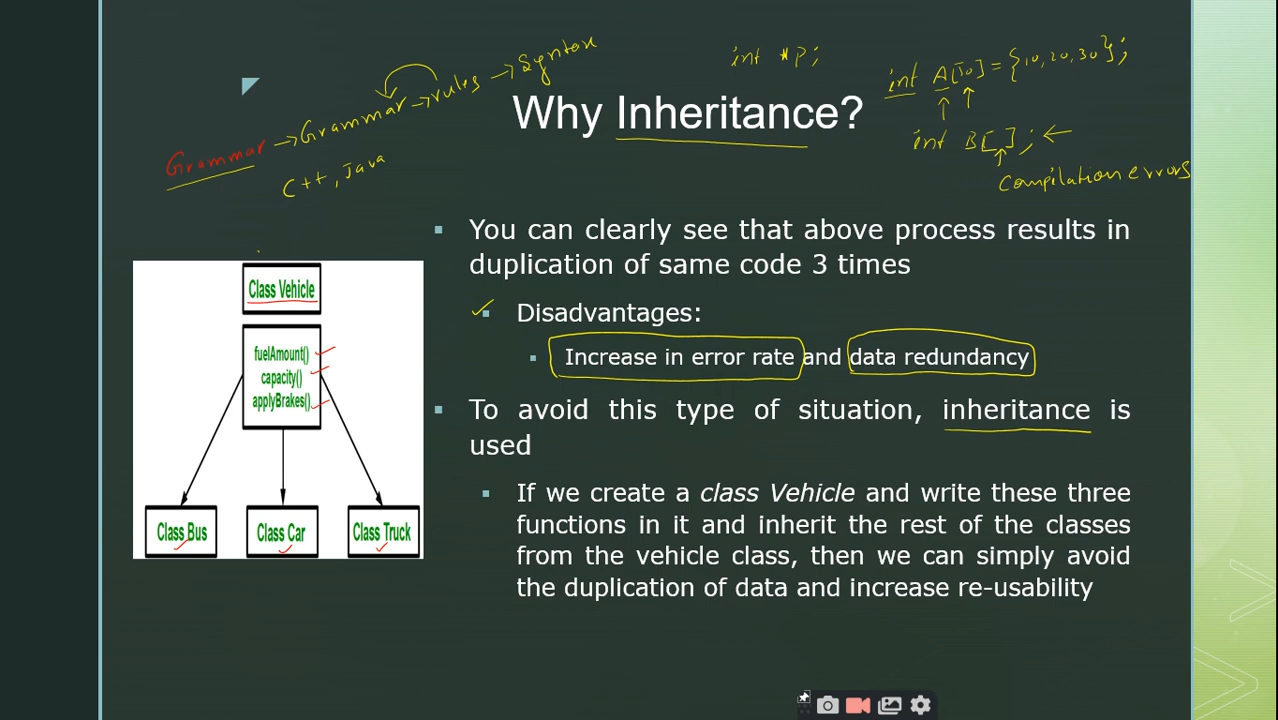 Grammar → Grammar → rules → Syntax
C++, Java
int *p;
int A[10] = {10, 20, 30};
int B[ ]; ←
Compilation errors
Why Inheritance?
You can clearly see that above process results in
duplication of same code 3 times
Disadvantages:
Increase in error rate and data redundancy
To avoid this type of situation, inheritance is
used
If we create a class Vehicle and write these three
functions in it and inherit the rest of the classes
from the vehicle class, then we can simply avoid
the duplication of data and increase re-usability
Class Vehicle
fuelAmount()
capacity()
applyBrakes()
Class Bus
Class Car
Class Truck